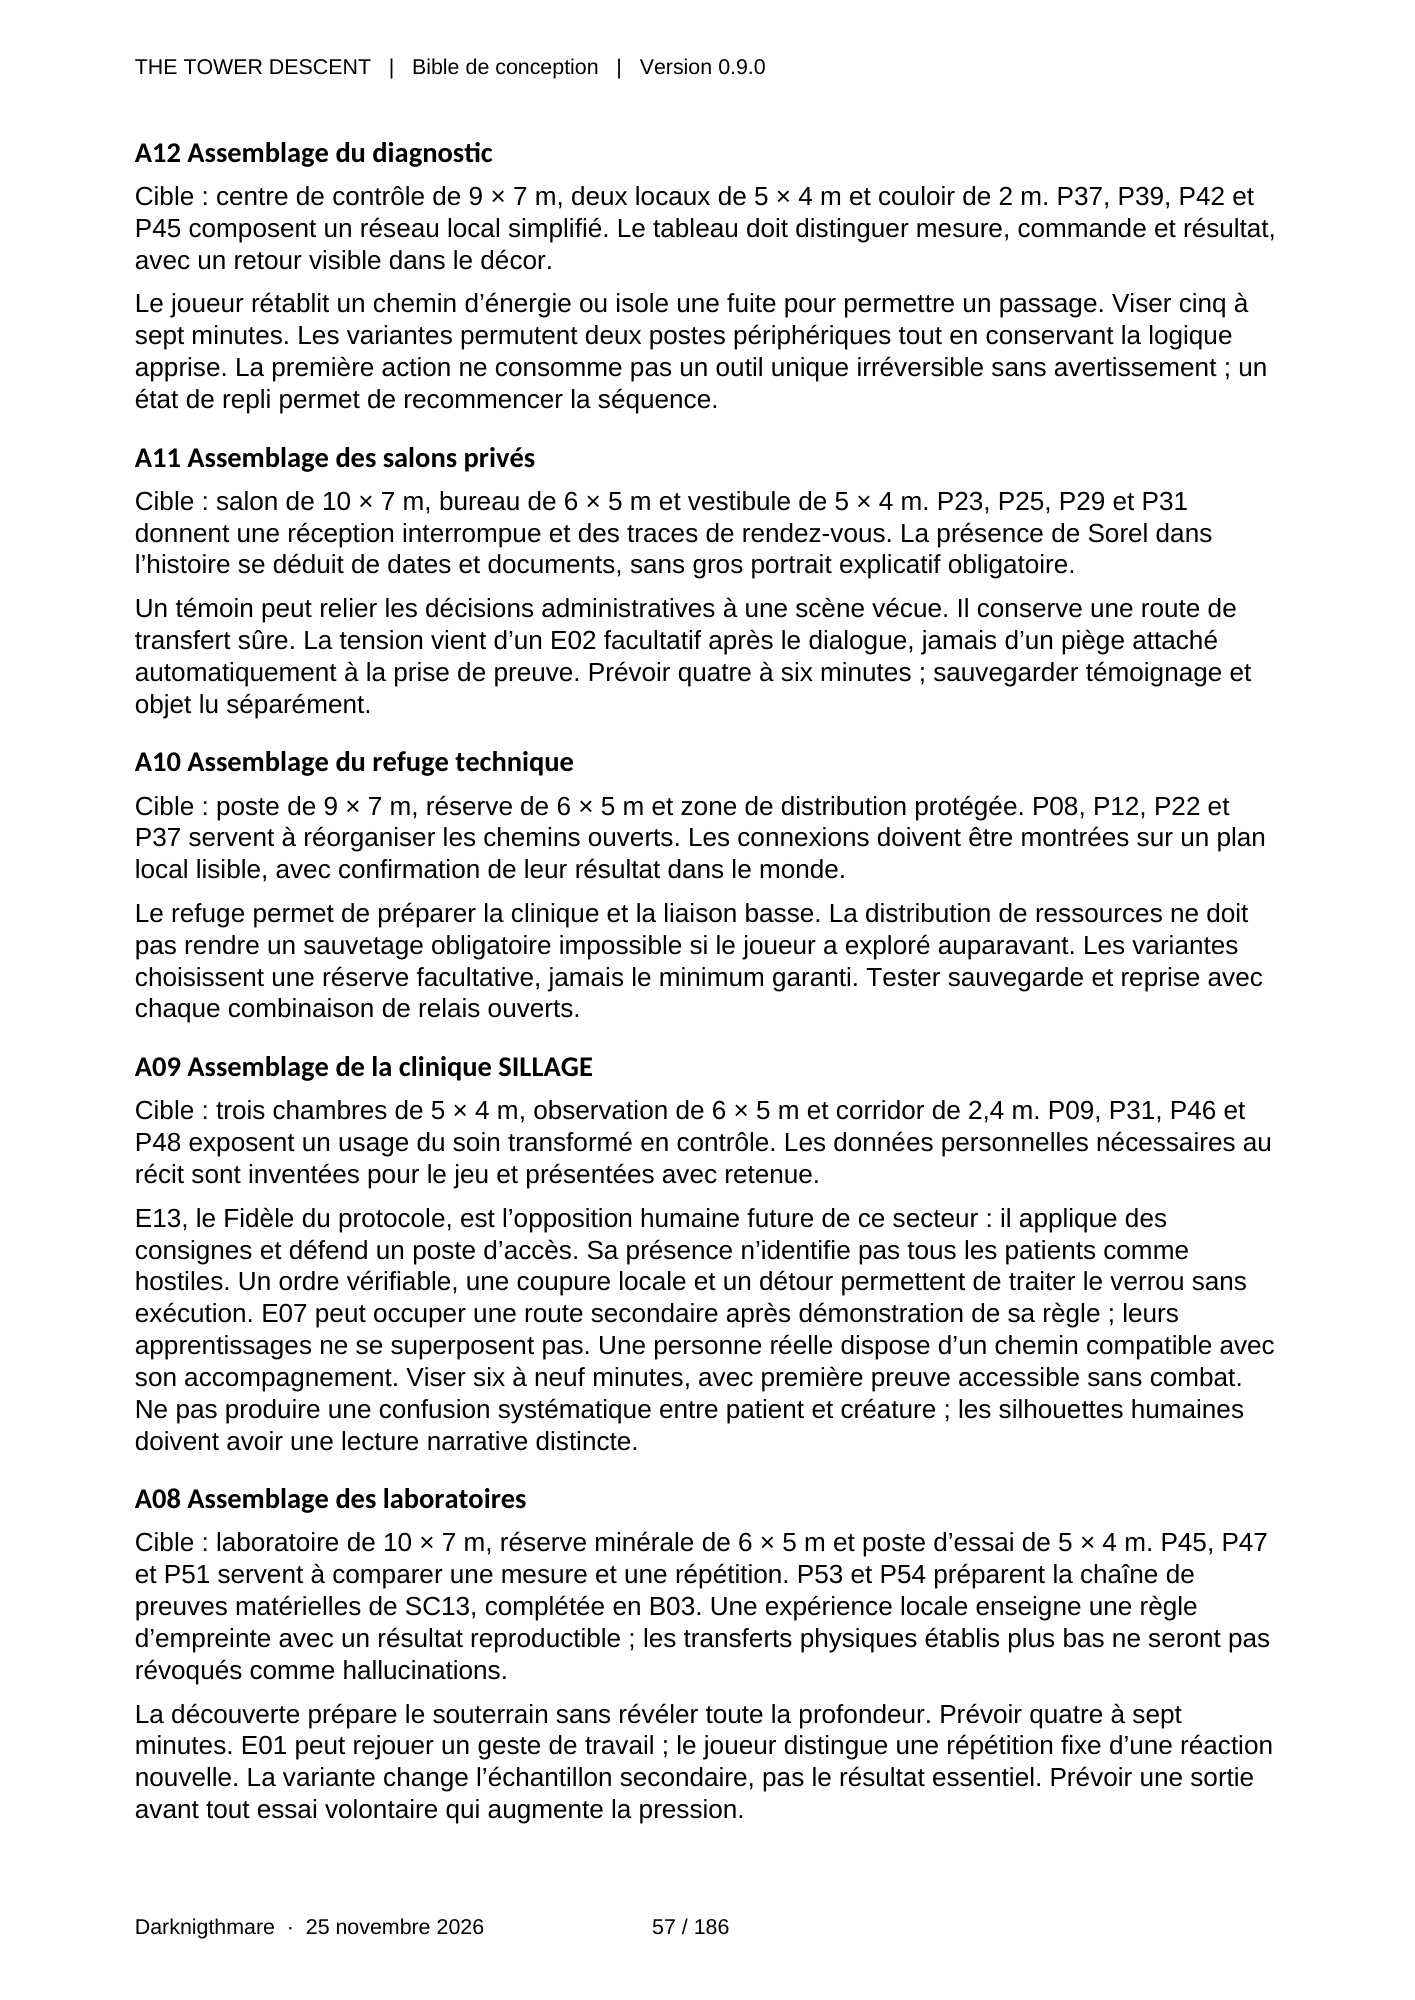 THE TOWER DESCENT | Bible de conception | Version 0.9.0
A12 Assemblage du diagnostic
Cible : centre de contrôle de 9 × 7 m, deux locaux de 5 × 4 m et couloir de 2 m. P37, P39, P42 et
P45 composent un réseau local simplifié. Le tableau doit distinguer mesure, commande et résultat,
avec un retour visible dans le décor.
Le joueur rétablit un chemin d’énergie ou isole une fuite pour permettre un passage. Viser cinq à
sept minutes. Les variantes permutent deux postes périphériques tout en conservant la logique
apprise. La première action ne consomme pas un outil unique irréversible sans avertissement ; un
état de repli permet de recommencer la séquence.
A11 Assemblage des salons privés
Cible : salon de 10 × 7 m, bureau de 6 × 5 m et vestibule de 5 × 4 m. P23, P25, P29 et P31
donnent une réception interrompue et des traces de rendez-vous. La présence de Sorel dans
l’histoire se déduit de dates et documents, sans gros portrait explicatif obligatoire.
Un témoin peut relier les décisions administratives à une scène vécue. Il conserve une route de
transfert sûre. La tension vient d’un E02 facultatif après le dialogue, jamais d’un piège attaché
automatiquement à la prise de preuve. Prévoir quatre à six minutes ; sauvegarder témoignage et
objet lu séparément.
A10 Assemblage du refuge technique
Cible : poste de 9 × 7 m, réserve de 6 × 5 m et zone de distribution protégée. P08, P12, P22 et
P37 servent à réorganiser les chemins ouverts. Les connexions doivent être montrées sur un plan
local lisible, avec confirmation de leur résultat dans le monde.
Le refuge permet de préparer la clinique et la liaison basse. La distribution de ressources ne doit
pas rendre un sauvetage obligatoire impossible si le joueur a exploré auparavant. Les variantes
choisissent une réserve facultative, jamais le minimum garanti. Tester sauvegarde et reprise avec
chaque combinaison de relais ouverts.
A09 Assemblage de la clinique SILLAGE
Cible : trois chambres de 5 × 4 m, observation de 6 × 5 m et corridor de 2,4 m. P09, P31, P46 et
P48 exposent un usage du soin transformé en contrôle. Les données personnelles nécessaires au
récit sont inventées pour le jeu et présentées avec retenue.
E13, le Fidèle du protocole, est l’opposition humaine future de ce secteur : il applique des
consignes et défend un poste d’accès. Sa présence n’identifie pas tous les patients comme
hostiles. Un ordre vérifiable, une coupure locale et un détour permettent de traiter le verrou sans
exécution. E07 peut occuper une route secondaire après démonstration de sa règle ; leurs
apprentissages ne se superposent pas. Une personne réelle dispose d’un chemin compatible avec
son accompagnement. Viser six à neuf minutes, avec première preuve accessible sans combat.
Ne pas produire une confusion systématique entre patient et créature ; les silhouettes humaines
doivent avoir une lecture narrative distincte.
A08 Assemblage des laboratoires
Cible : laboratoire de 10 × 7 m, réserve minérale de 6 × 5 m et poste d’essai de 5 × 4 m. P45, P47
et P51 servent à comparer une mesure et une répétition. P53 et P54 préparent la chaîne de
preuves matérielles de SC13, complétée en B03. Une expérience locale enseigne une règle
d’empreinte avec un résultat reproductible ; les transferts physiques établis plus bas ne seront pas
révoqués comme hallucinations.
La découverte prépare le souterrain sans révéler toute la profondeur. Prévoir quatre à sept
minutes. E01 peut rejouer un geste de travail ; le joueur distingue une répétition fixe d’une réaction
nouvelle. La variante change l’échantillon secondaire, pas le résultat essentiel. Prévoir une sortie
avant tout essai volontaire qui augmente la pression.
Darknigthmare · 25 novembre 2026 57 / 186